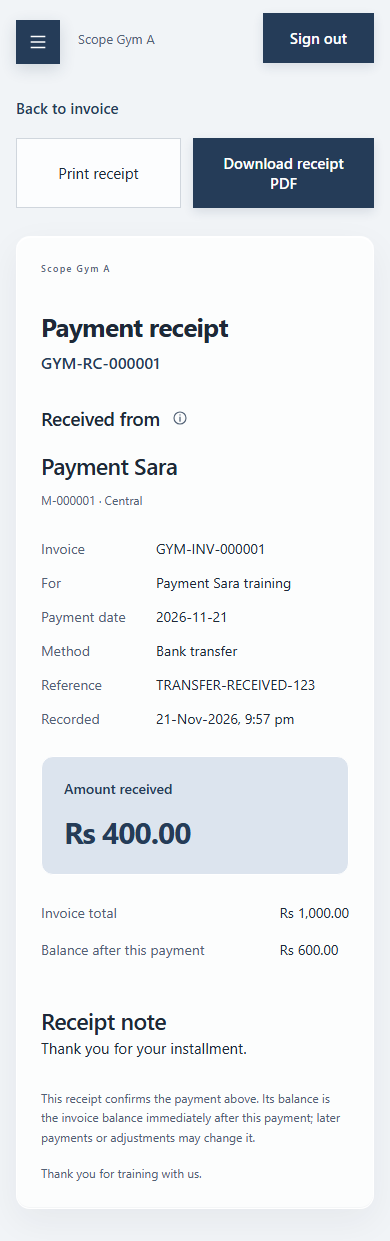 Scope Gym A
Sign out
Back to invoice
Print receipt
Download receipt
PDF
Scope Gym A
Payment receipt
GYM-RC-000001
Received from
Payment Sara
M-000001 · Central
Invoice GYM-INV-000001
For Payment Sara training
Payment date 2026-11-21
Method Bank transfer
Reference TRANSFER-RECEIVED-123
Recorded 21-Nov-2026, 9:57 pm
Amount received
Rs 400.00
Invoice total Rs 1,000.00
Balance after this payment Rs 600.00
Receipt note
Thank you for your installment.
This receipt confirms the payment above. Its balance is
the invoice balance immediately after this payment; later
payments or adjustments may change it.
Thank you for training with us.